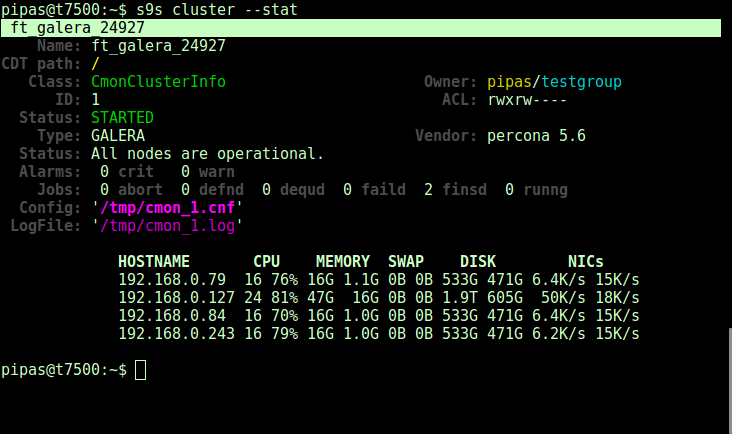 pipas@t7500:~$ s9s cluster --stat
ft_galera_24927
Name: ft_galera_24927
CDT path: /
Class: CmonClusterInfo Owner: pipas/testgroup
ID: 1 ACL: rwxrw----
Status: STARTED
Type: GALERA Vendor: percona 5.6
Status: All nodes are operational.
Alarms: 0 crit 0 warn
Jobs: 0 abort 0 defnd 0 dequd 0 faild 2 finsd 0 runng
Config: '/tmp/cmon_1.cnf'
LogFile: '/tmp/cmon_1.log'
HOSTNAME CPU MEMORY SWAP DISK NICs
192.168.0.79 16 76% 16G 1.1G 0B 0B 533G 471G 6.4K/s 15K/s
192.168.0.127 24 81% 47G 16G 0B 0B 1.9T 605G 50K/s 18K/s
192.168.0.84 16 70% 16G 1.0G 0B 0B 533G 471G 6.4K/s 15K/s
192.168.0.243 16 79% 16G 1.0G 0B 0B 533G 471G 6.2K/s 15K/s
pipas@t7500:~$